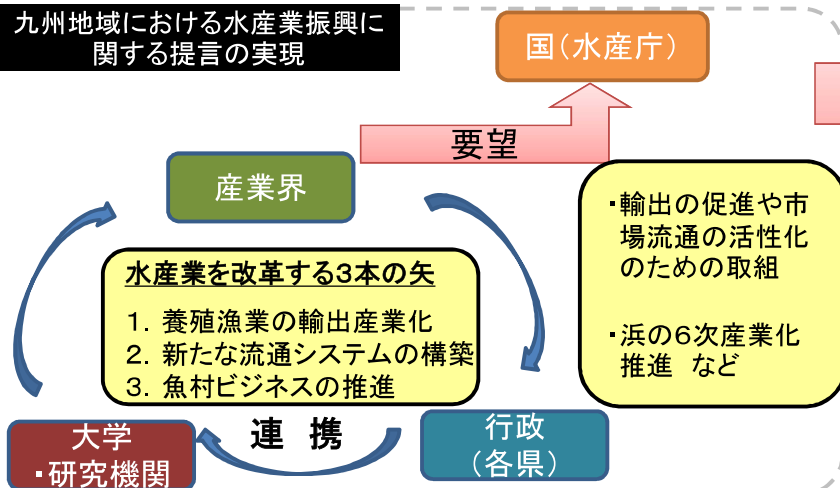 九州地域における水産業振興に
関する提言の実現
国(水産庁)
要望
産業界
・輸出の促進や市
場流通の活性化
のための取組
・浜の6次産業化
推進 など
水産業を改革する3本の矢
1. 養殖漁業の輸出産業化
2. 新たな流通システムの構築
3. 魚村ビジネスの推進
連 携
大学
・研究機関
行政
(各県)